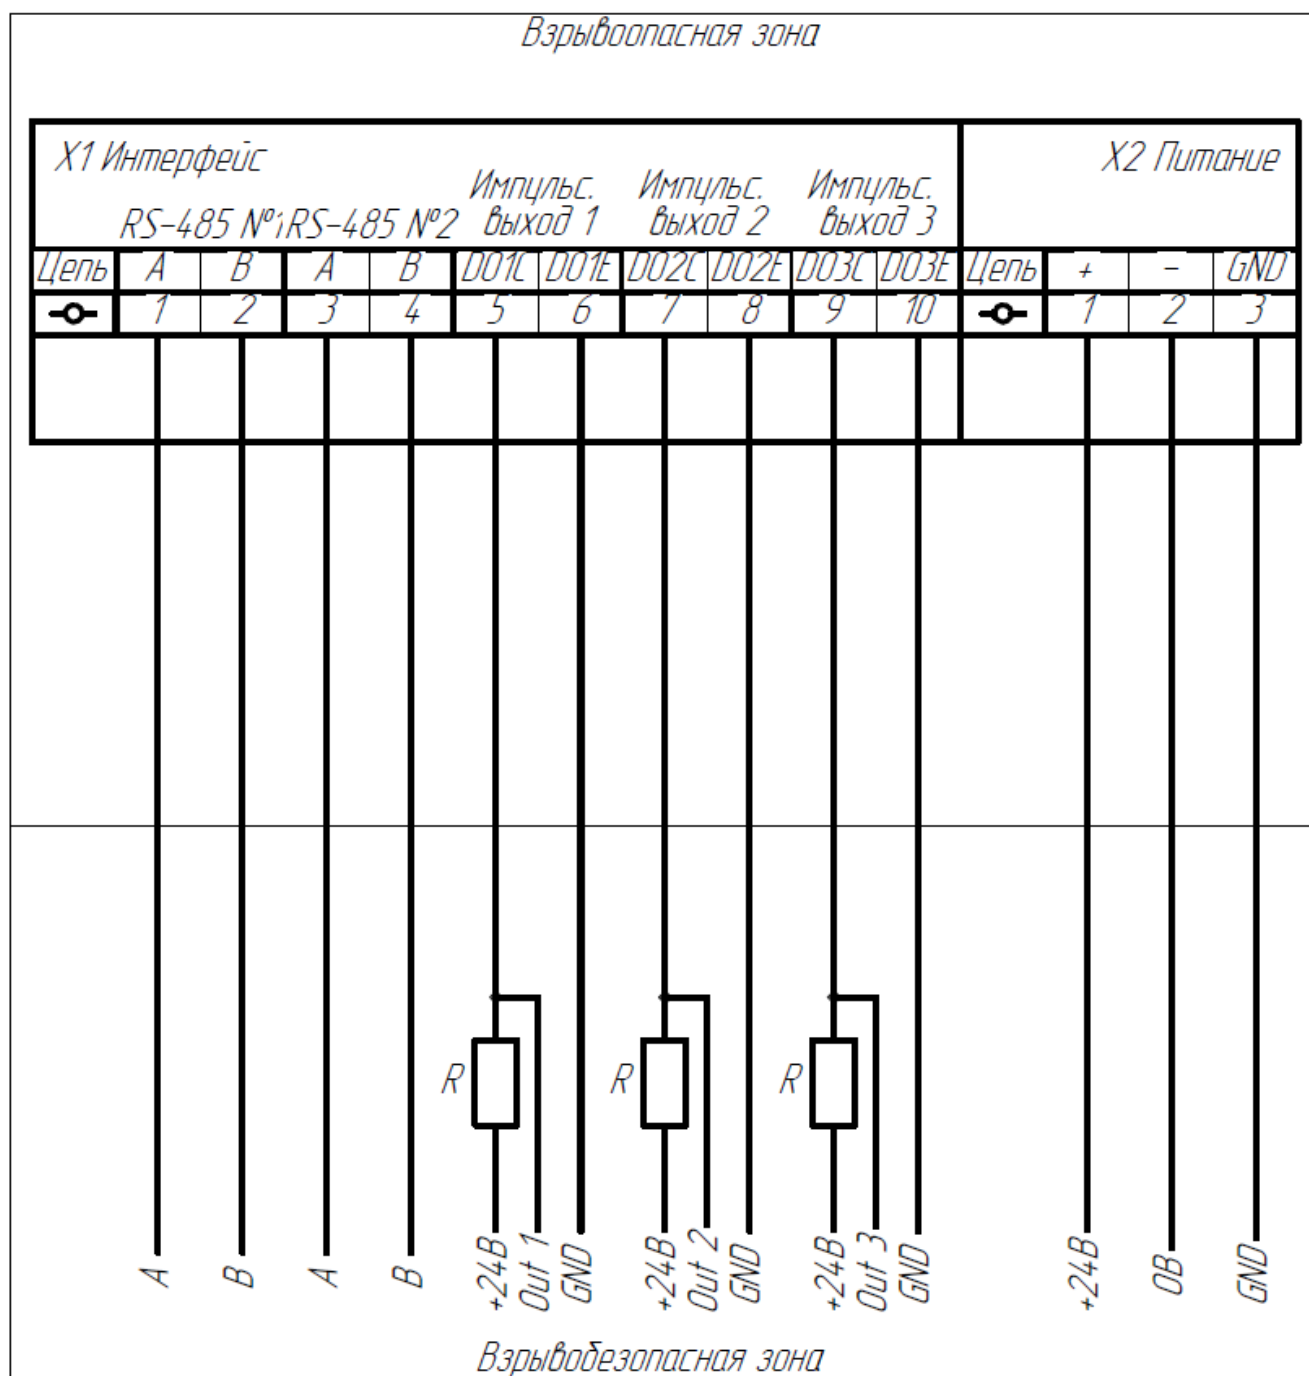 Взрывоопасная зона
X1 Интерфейс
X2 Питание
Импульс. Импульс. Импульс.
RS-485 №1 RS-485 №2 выход 1 выход 2 выход 3
Цепь A B A B DO1C DO1E DO2C DO2E DO3C DO3E Цепь + - GND
1 2 3 4 5 6 7 8 9 10 1 2 3
R R R
A B A B +24В Out 1 GND +24В Out 2 GND +24В Out 3 GND +24В 0В GND
Взрывобезопасная зона